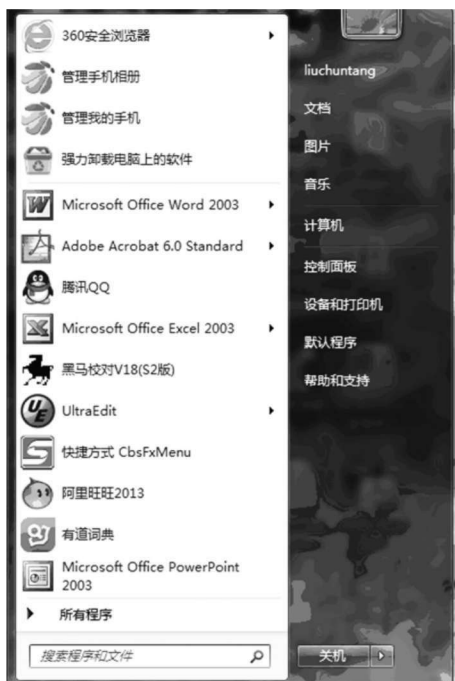 360安全浏览器
管理手机相册
管理我的手机
强力卸载电脑上的软件
Microsoft Office Word 2003
Adobe Acrobat 6.0 Standard
腾讯QQ
Microsoft Office Excel 2003
黑马校对V18(S2版)
UltraEdit
快捷方式 CbsFxMenu
阿里旺旺2013
有道词典
Microsoft Office PowerPoint
2003
所有程序
搜索程序和文件
liuchuntang
文档
图片
音乐
计算机
控制面板
设备和打印机
默认程序
帮助和支持
关机